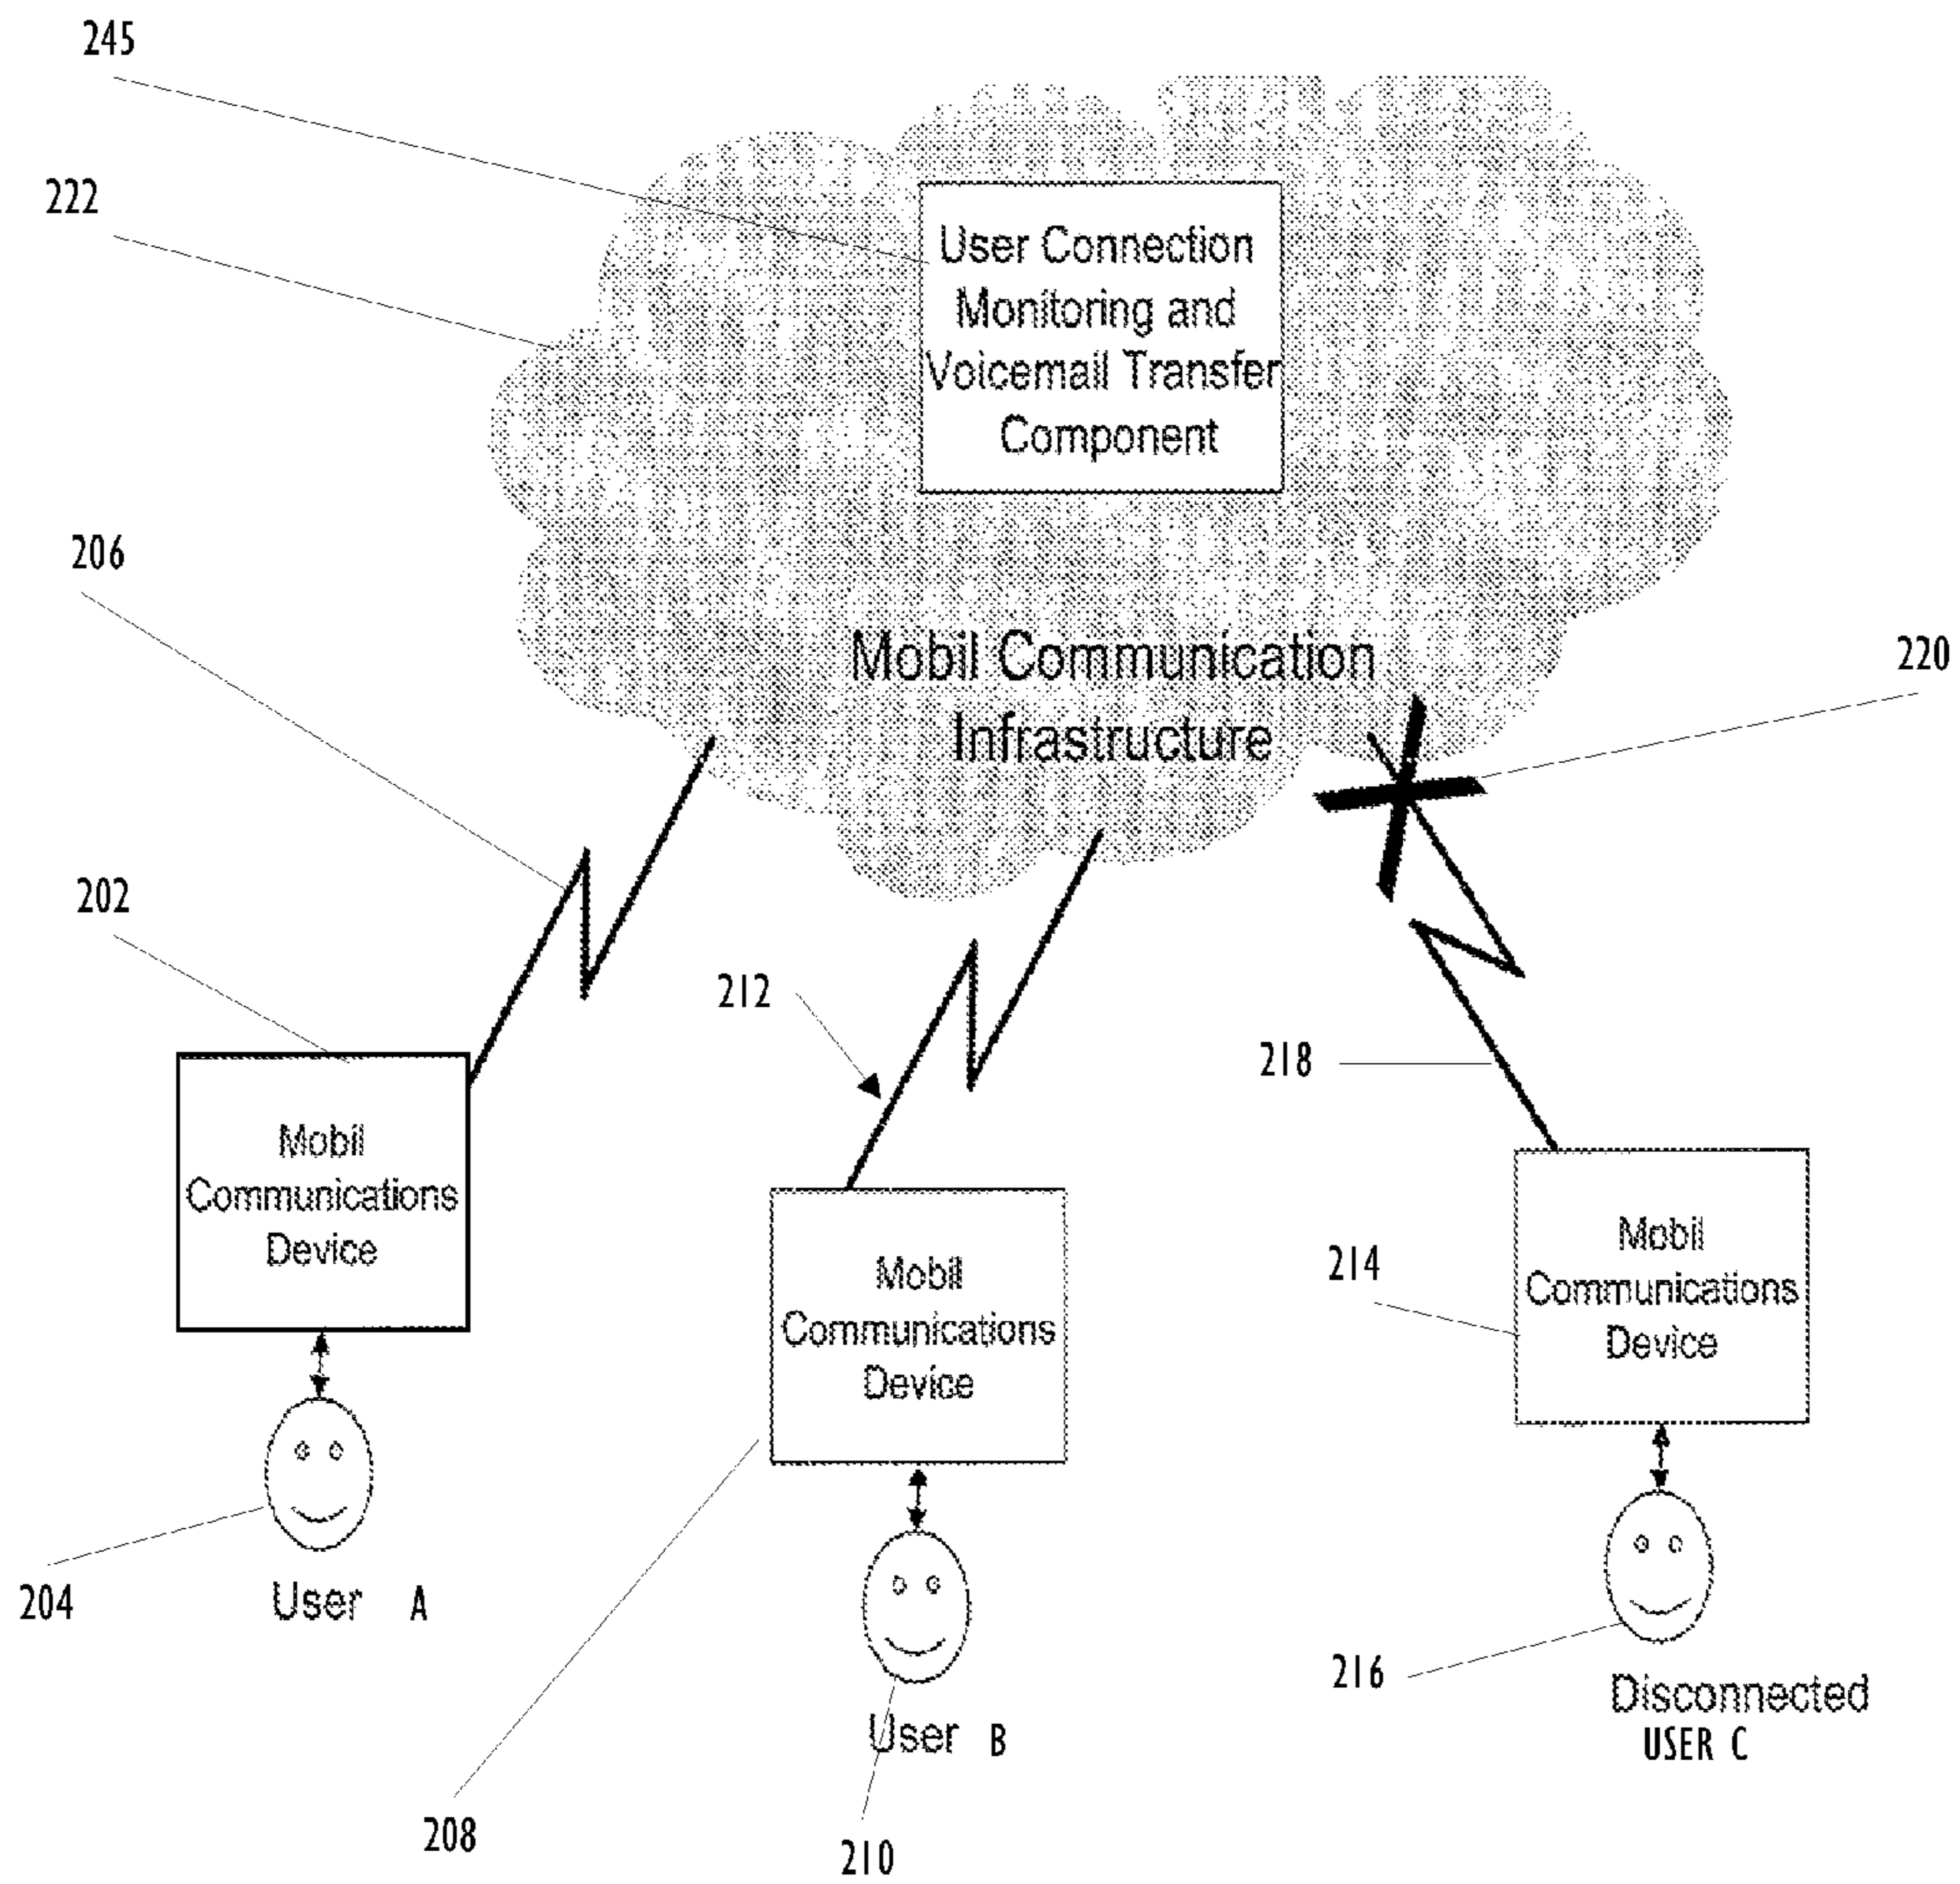 245
222
User Connection
Monitoring and
Voicemail Transfer
Component
206
220
Mobil Communication
Infrastructure
202
212
218
Mobil
Communications
Device
Mobil
Communications
Device
214
Mobil
Communications
Device
204
User A
216
Disconnected
USER C
User B
208
210